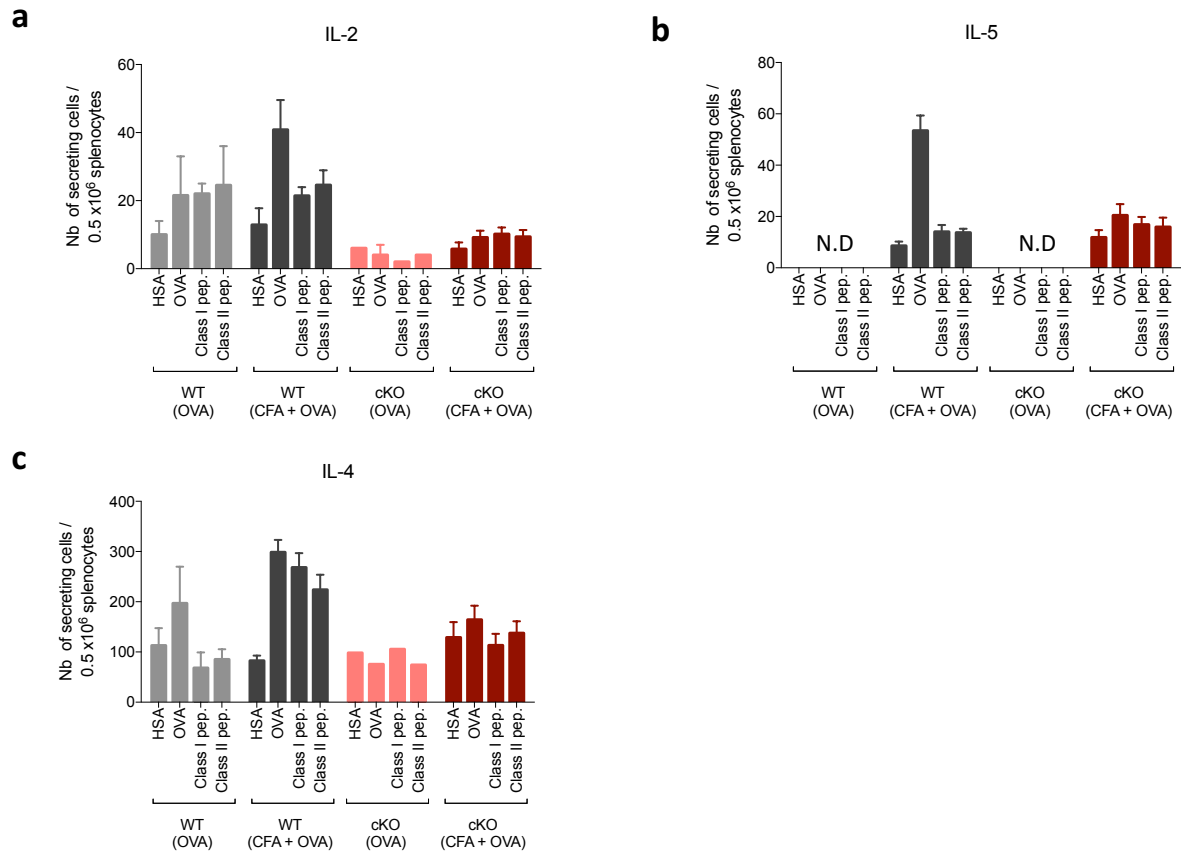 a
IL-2
Nb of secreting cells /
0.5 x10⁶ splenocytes
60
40
20
0
HSA
OVA
Class I pep.
Class II pep.
HSA
OVA
Class I pep.
Class II pep.
HSA
OVA
Class I pep.
Class II pep.
HSA
OVA
Class I pep.
Class II pep.
WT
(OVA)
WT
(CFA + OVA)
cKO
(OVA)
cKO
(CFA + OVA)
b
IL-5
Nb of secreting cells /
0.5 x10⁶ splenocytes
80
60
40
20
0
N.D
N.D
HSA
OVA
Class I pep.
Class II pep.
HSA
OVA
Class I pep.
Class II pep.
HSA
OVA
Class I pep.
Class II pep.
HSA
OVA
Class I pep.
Class II pep.
WT
(OVA)
WT
(CFA + OVA)
cKO
(OVA)
cKO
(CFA + OVA)
c
IL-4
Nb of secreting cells /
0.5 x10⁶ splenocytes
400
300
200
100
0
HSA
OVA
Class I pep.
Class II pep.
HSA
OVA
Class I pep.
Class II pep.
HSA
OVA
Class I pep.
Class II pep.
HSA
OVA
Class I pep.
Class II pep.
WT
(OVA)
WT
(CFA + OVA)
cKO
(OVA)
cKO
(CFA + OVA)